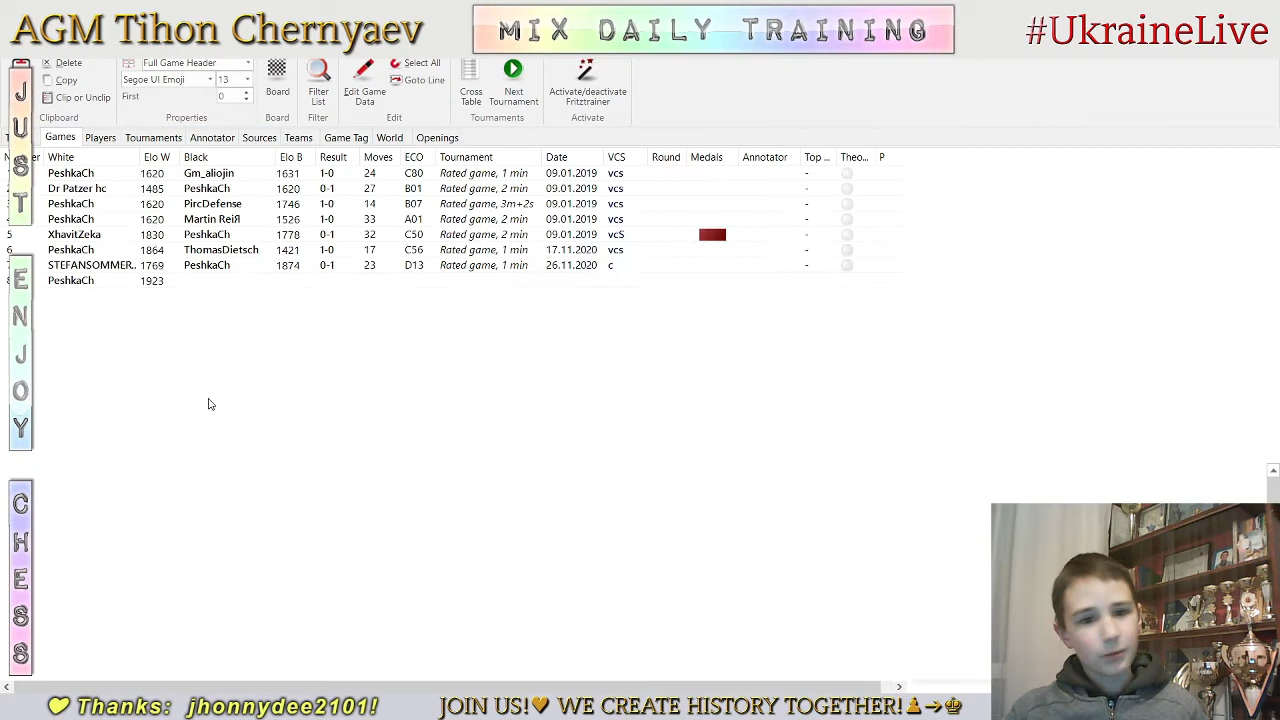 AGM Tihon Chernyaev
MIX DAILY TRAINING
#UkraineLive
JUST
ENJOY
CHESS
Delete
Copy
Clip or Unclip
Clipboard
Full Game Header
Segoe UI Emoji 13
First 0
Properties
Board
Board
Filter List
Filter
Edit Game Data
Select All
Goto Line
Edit
Cross Table
Next Tournament
Tournaments
Activate/deactivate Fritztrainer
Activate
Games Players Tournaments Annotator Sources Teams Game Tag World Openings
White Elo W Black Elo B Result Moves ECO Tournament Date VCS Round Medals Annotator Top ... Theo... P
PeshkaCh 1620 Gm_aliojin 1631 1-0 24 C80 Rated game, 1 min 09.01.2019 vcs -
Dr Patzer hc 1485 PeshkaCh 1620 0-1 27 B01 Rated game, 2 min 09.01.2019 vcs -
PeshkaCh 1620 PircDefense 1746 1-0 14 B07 Rated game, 3m+2s 09.01.2019 vcs -
PeshkaCh 1620 Martin ReiЯ 1526 1-0 33 A01 Rated game, 2 min 09.01.2019 vcs -
5 XhavitZeka 1830 PeshkaCh 1778 0-1 32 C50 Rated game, 2 min 09.01.2019 vcS -
6 PeshkaCh 1864 ThomasDietsch 1421 1-0 17 C56 Rated game, 1 min 17.11.2020 vcs -
STEFANSOMMER.. 1769 PeshkaCh 1874 0-1 23 D13 Rated game, 1 min 26.11.2020 c -
8 PeshkaCh 1923
Thanks: jhonnydee2101!
JOIN US! WE CREATE HISTORY TOGETHER!